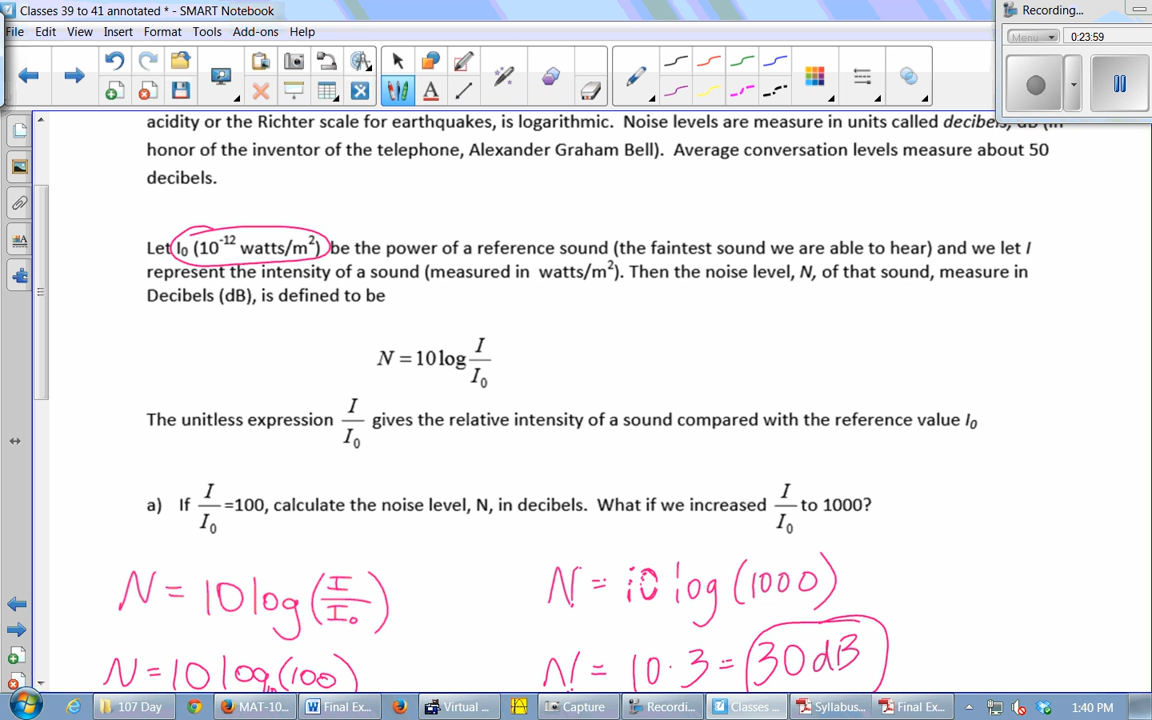 Classes 39 to 41 annotated * - SMART Notebook
Recording...
File Edit View Insert Format Tools Add-ons Help
Menu
0:23:59
acidity or the Richter scale for earthquakes, is logarithmic. Noise levels are measure in units called decibels, dB (in
honor of the inventor of the telephone, Alexander Graham Bell). Average conversation levels measure about 50
decibels.
Let I₀ (10⁻¹² watts/m²) be the power of a reference sound (the faintest sound we are able to hear) and we let I
represent the intensity of a sound (measured in watts/m²). Then the noise level, N, of that sound, measure in
Decibels (dB), is defined to be
N = 10 log I/I₀
The unitless expression I/I₀ gives the relative intensity of a sound compared with the reference value I₀
a) If I/I₀ =100, calculate the noise level, N, in decibels. What if we increased I/I₀ to 1000?
N = 10 log (I/I₀)
N = 10 log (1000)
N = 10 log (100)
N = 10 · 3 = 30 dB
107 Day
MAT-10...
Final Ex...
Virtual ...
Capture
Recordi...
Classes ...
Syllabus...
Final Ex...
1:40 PM